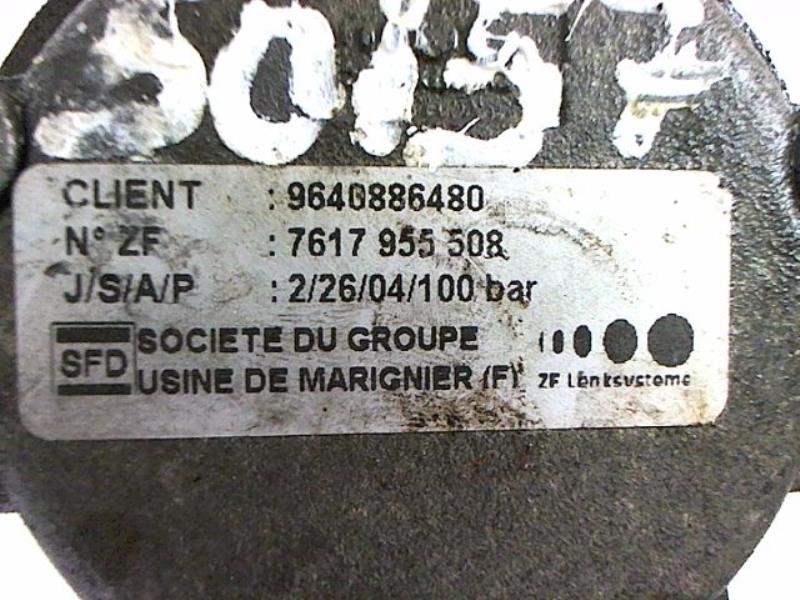 50157
CLIENT : 9640886480
N° ZF : 7617 955 508
J/S/A/P : 2/26/04/100 bar
SFD SOCIETE DU GROUPE
USINE DE MARIGNIER (F) ZF Lenksysteme